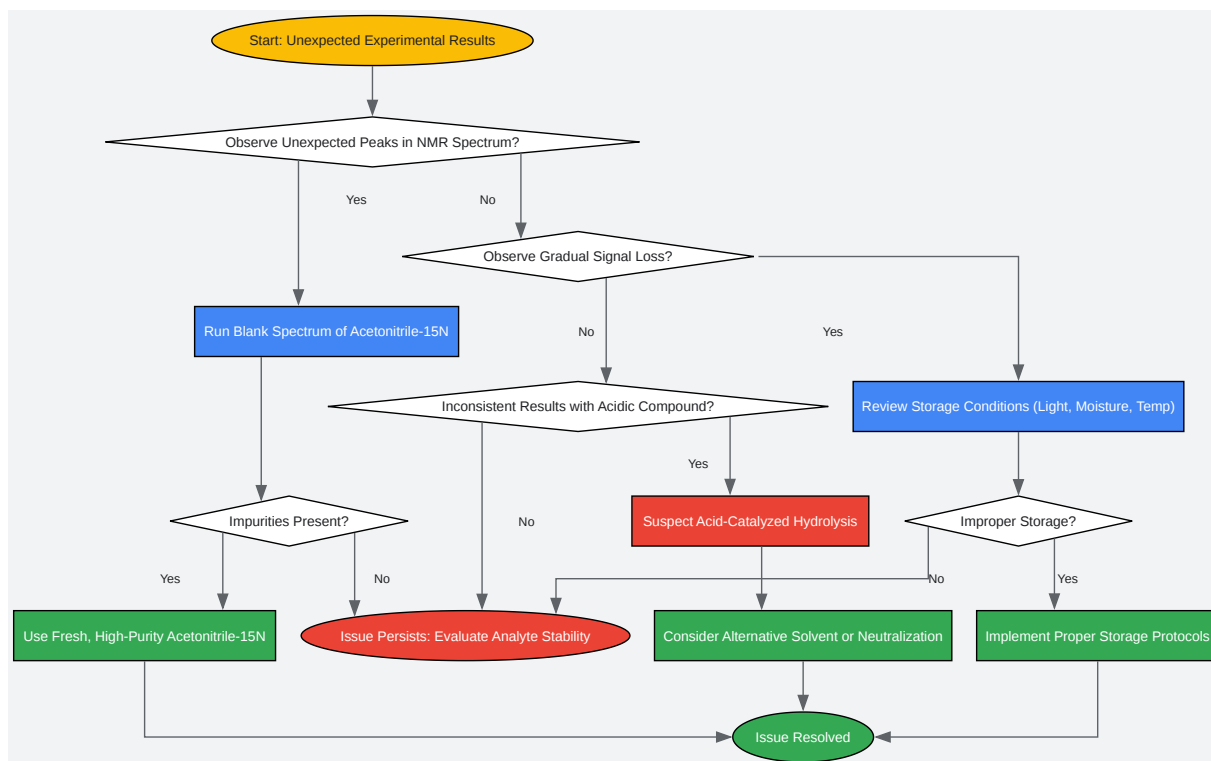 Start: Unexpected Experimental Results
Observe Unexpected Peaks in NMR Spectrum?
Yes
No
Observe Gradual Signal Loss?
Run Blank Spectrum of Acetonitrile-15N
No
Yes
Inconsistent Results with Acidic Compound?
Review Storage Conditions (Light, Moisture, Temp)
Yes
Impurities Present?
No
Suspect Acid-Catalyzed Hydrolysis
Improper Storage?
Yes
No
No
Yes
Use Fresh, High-Purity Acetonitrile-15N
Issue Persists: Evaluate Analyte Stability
Consider Alternative Solvent or Neutralization
Implement Proper Storage Protocols
Issue Resolved